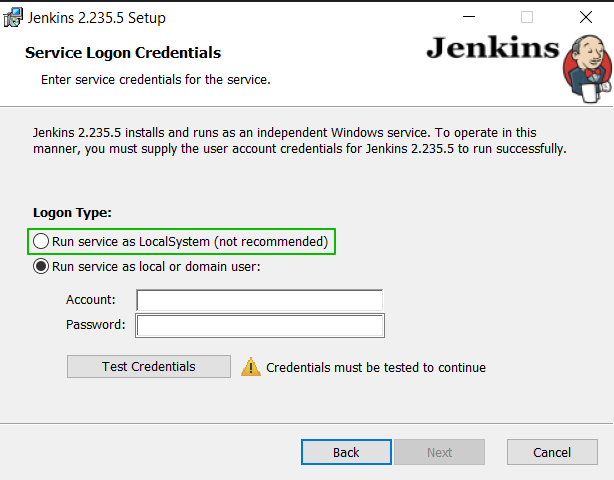 Jenkins 2.235.5 Setup
Service Logon Credentials
Jenkins
Enter service credentials for the service.
Jenkins 2.235.5 installs and runs as an independent Windows service. To operate in this
manner, you must supply the user account credentials for Jenkins 2.235.5 to run successfully.
Logon Type:
Run service as LocalSystem (not recommended)
Run service as local or domain user:
Account:
Password:
Test Credentials
Credentials must be tested to continue
Back
Next
Cancel